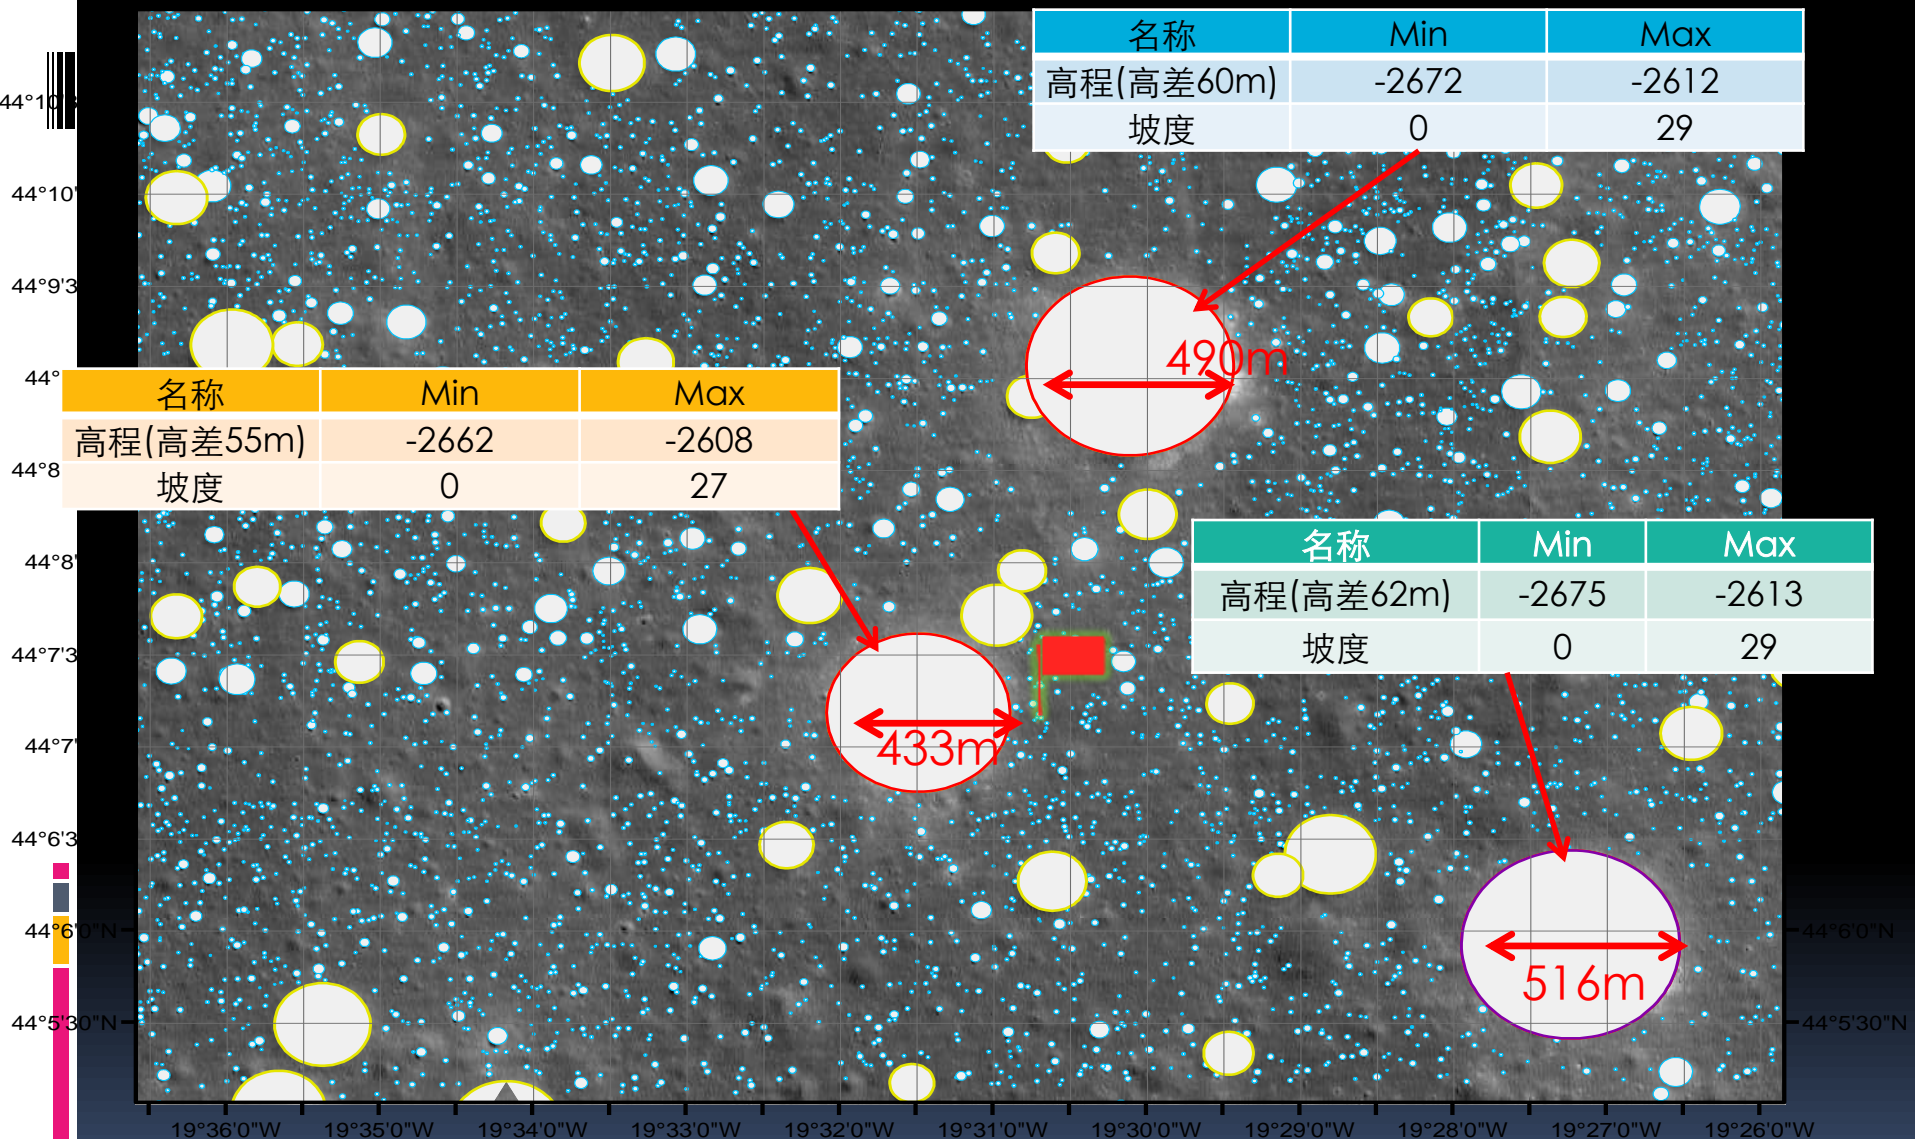 名称 Min Max
高程(高差60m) -2672 -2612
坡度 0 29
44°10'3
44°10'
44°9'3
490m
44°
名称 Min Max
高程(高差55m) -2662 -2608
坡度 0 27
44°8
44°8'
名称 Min Max
高程(高差62m) -2675 -2613
坡度 0 29
44°7'3
433m
44°7'
44°6'3
44°6'0"N 44°6'0"N
516m
44°5'30"N 44°5'30"N
19°36'0"W 19°35'0"W 19°34'0"W 19°33'0"W 19°32'0"W 19°31'0"W 19°30'0"W 19°29'0"W 19°28'0"W 19°27'0"W 19°26'0"W